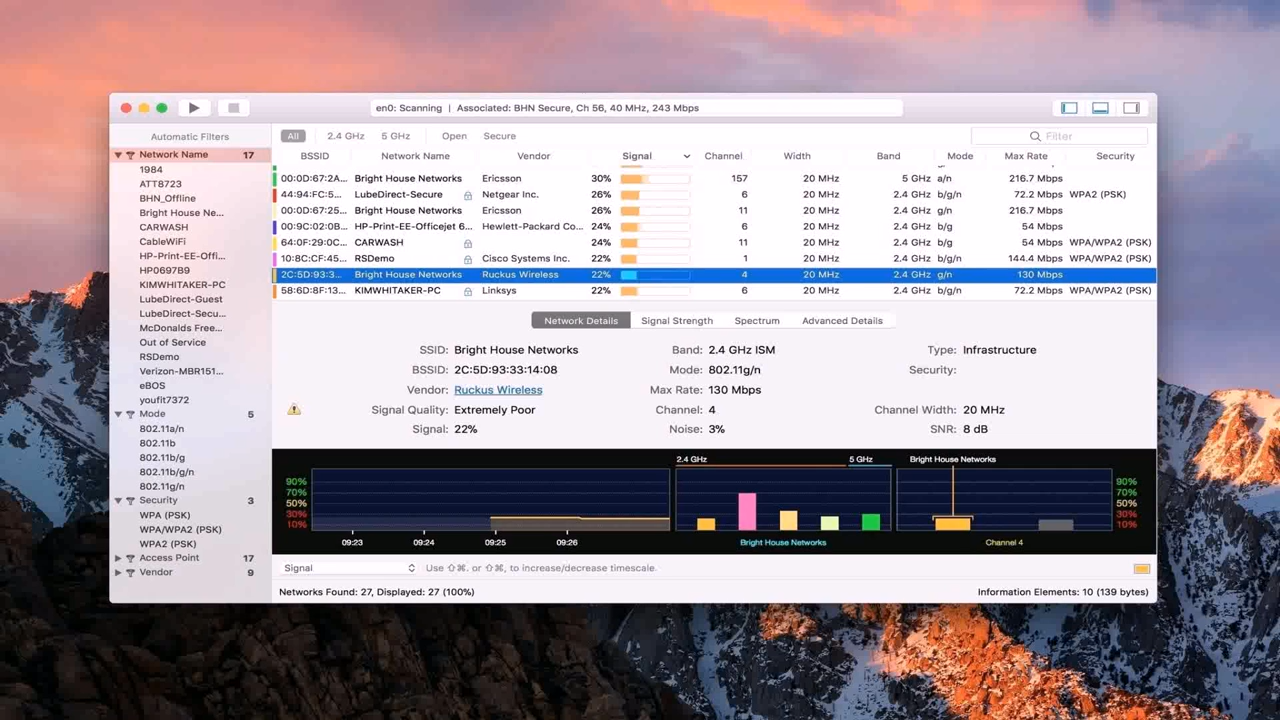 en0: Scanning | Associated: BHN Secure, Ch 56, 40 MHz, 243 Mbps
Automatic Filters
Network Name 17
1984
ATT8723
BHN_Offline
Bright House Ne...
CARWASH
CableWiFi
HP-Print-EE-Offi...
HP0697B9
KIMWHITAKER-PC
LubeDirect-Guest
LubeDirect-Secu...
McDonalds Free...
Out of Service
RSDemo
Verizon-MBR151...
eBOS
youfit7372
Mode 5
802.11a/n
802.11b
802.11b/g
802.11b/g/n
802.11g/n
Security 3
WPA (PSK)
WPA/WPA2 (PSK)
WPA2 (PSK)
Access Point 17
Vendor 9
All 2.4 GHz 5 GHz Open Secure Filter
BSSID Network Name Vendor Signal Channel Width Band Mode Max Rate Security
00:0D:67:2A... Bright House Networks Ericsson 30% 157 20 MHz 5 GHz a/n 216.7 Mbps
44:94:FC:5... LubeDirect-Secure Netgear Inc. 26% 6 20 MHz 2.4 GHz b/g/n 72.2 Mbps WPA2 (PSK)
00:0D:67:25... Bright House Networks Ericsson 26% 11 20 MHz 2.4 GHz b/g/n 216.7 Mbps
00:9C:02:0B... HP-Print-EE-Officejet 6... Hewlett-Packard Co... 24% 6 20 MHz 2.4 GHz b/g 54 Mbps
64:0F:29:0C... CARWASH 24% 11 20 MHz 2.4 GHz b/g 54 Mbps WPA/WPA2 (PSK)
10:8C:CF:45... RSDemo Cisco Systems Inc. 22% 1 20 MHz 2.4 GHz b/g/n 144.4 Mbps WPA/WPA2 (PSK)
2C:5D:93:3... Bright House Networks Ruckus Wireless 22% 4 20 MHz 2.4 GHz g/n 130 Mbps
58:6D:8F:13... KIMWHITAKER-PC Linksys 22% 6 20 MHz 2.4 GHz b/g/n 72.2 Mbps WPA/WPA2 (PSK)
Network Details Signal Strength Spectrum Advanced Details
SSID: Bright House Networks Band: 2.4 GHz ISM Type: Infrastructure
BSSID: 2C:5D:93:33:14:08 Mode: 802.11g/n Security:
Vendor: Ruckus Wireless Max Rate: 130 Mbps
Signal Quality: Extremely Poor Channel: 4 Channel Width: 20 MHz
Signal: 22% Noise: 3% SNR: 8 dB
2.4 GHz 5 GHz Bright House Networks
90% 90%
70% 70%
50% 50%
30% 30%
10% 10%
09:23 09:24 09:25 09:26 Bright House Networks Channel 4
Signal Use ⇧⌘. or ⇧⌘, to increase/decrease timescale.
Networks Found: 27, Displayed: 27 (100%) Information Elements: 10 (139 bytes)